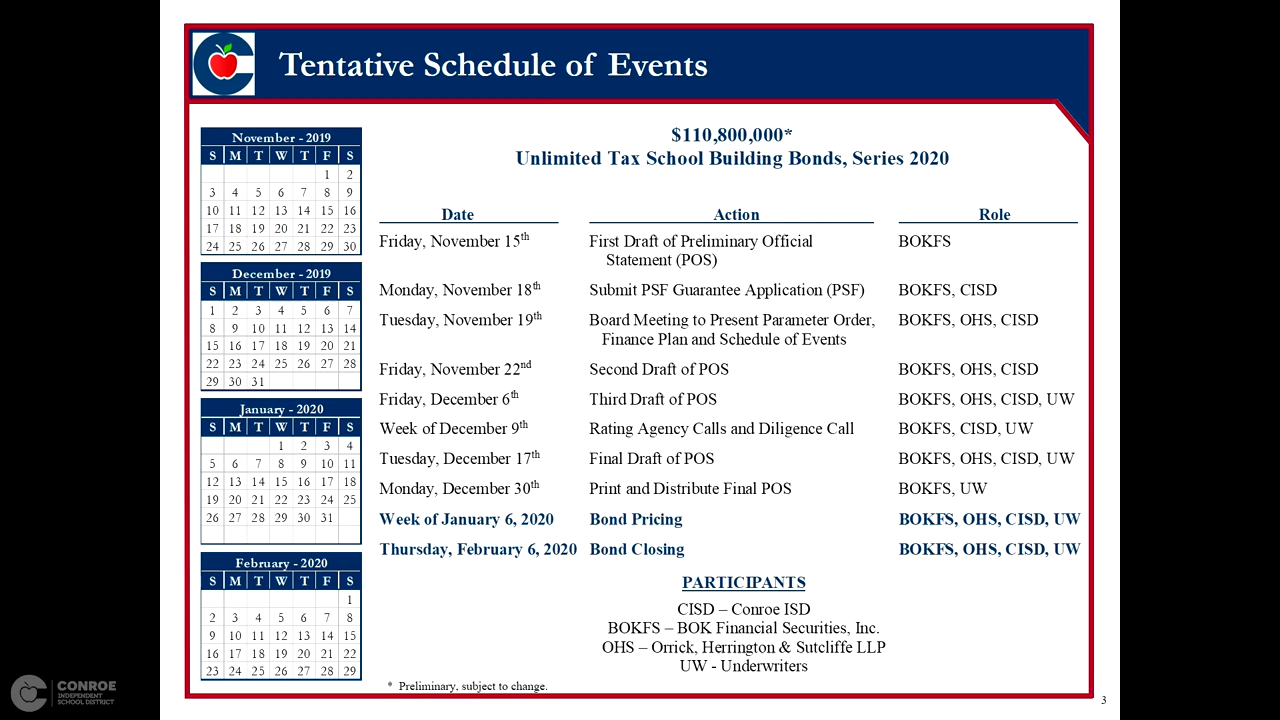 Tentative Schedule of Events
November - 2019
S M T W T F S
1 2
3 4 5 6 7 8 9
10 11 12 13 14 15 16
17 18 19 20 21 22 23
24 25 26 27 28 29 30
December - 2019
S M T W T F S
1 2 3 4 5 6 7
8 9 10 11 12 13 14
15 16 17 18 19 20 21
22 23 24 25 26 27 28
29 30 31
January - 2020
S M T W T F S
1 2 3 4
5 6 7 8 9 10 11
12 13 14 15 16 17 18
19 20 21 22 23 24 25
26 27 28 29 30 31
February - 2020
S M T W T F S
1
2 3 4 5 6 7 8
9 10 11 12 13 14 15
16 17 18 19 20 21 22
23 24 25 26 27 28 29
$110,800,000*
Unlimited Tax School Building Bonds, Series 2020
Date Action Role
Friday, November 15th First Draft of Preliminary Official BOKFS
Statement (POS)
Monday, November 18th Submit PSF Guarantee Application (PSF) BOKFS, CISD
Tuesday, November 19th Board Meeting to Present Parameter Order, BOKFS, OHS, CISD
Finance Plan and Schedule of Events
Friday, November 22nd Second Draft of POS BOKFS, OHS, CISD
Friday, December 6th Third Draft of POS BOKFS, OHS, CISD, UW
Week of December 9th Rating Agency Calls and Diligence Call BOKFS, CISD, UW
Tuesday, December 17th Final Draft of POS BOKFS, OHS, CISD, UW
Monday, December 30th Print and Distribute Final POS BOKFS, UW
Week of January 6, 2020 Bond Pricing BOKFS, OHS, CISD, UW
Thursday, February 6, 2020 Bond Closing BOKFS, OHS, CISD, UW
PARTICIPANTS
CISD – Conroe ISD
BOKFS – BOK Financial Securities, Inc.
OHS – Orrick, Herrington & Sutcliffe LLP
UW - Underwriters
* Preliminary, subject to change.
3
CONROE
INDEPENDENT
SCHOOL DISTRICT